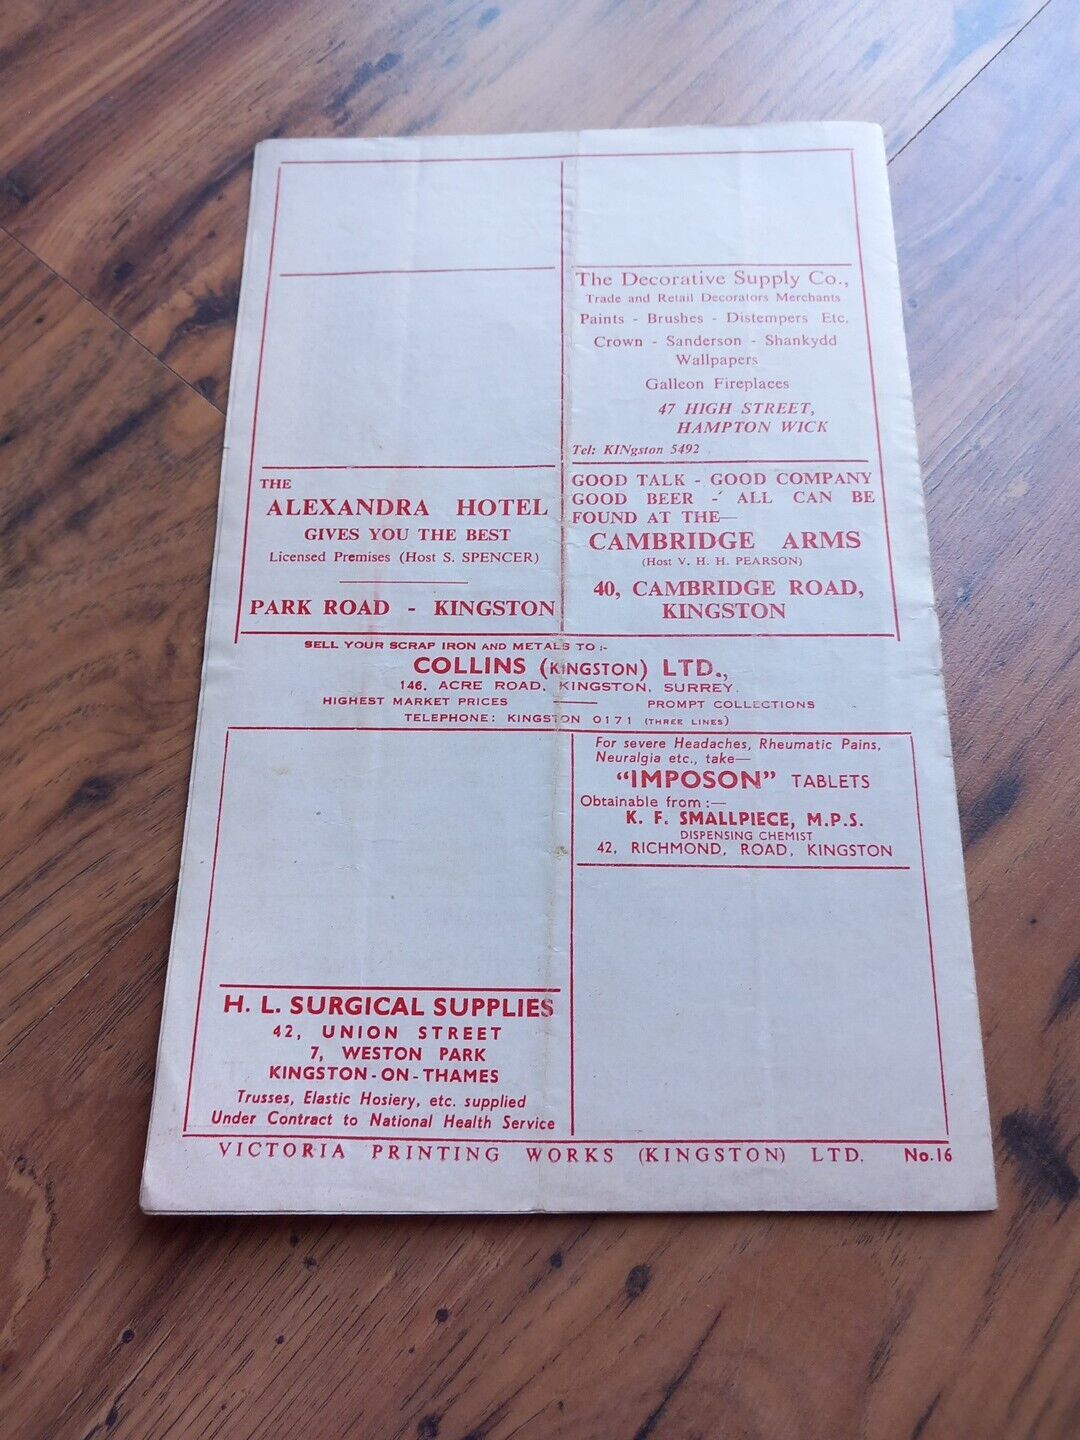 The Decorative Supply Co.,
Trade and Retail Decorators Merchants
Paints - Brushes - Distempers Etc.
Crown - Sanderson - Shankydd
Wallpapers
Galleon Fireplaces
47 HIGH STREET,
HAMPTON WICK
Tel: KINgston 5492
THE
ALEXANDRA HOTEL
GIVES YOU THE BEST
Licensed Premises (Host S. SPENCER)
PARK ROAD - KINGSTON
GOOD TALK - GOOD COMPANY
GOOD BEER - ALL CAN BE
FOUND AT THE—
CAMBRIDGE ARMS
(Host V. H. H. PEARSON)
40, CAMBRIDGE ROAD,
KINGSTON
SELL YOUR SCRAP IRON AND METALS TO :-
COLLINS (KINGSTON) LTD.,
146, ACRE ROAD, KINGSTON, SURREY.
HIGHEST MARKET PRICES — PROMPT COLLECTIONS
TELEPHONE: KINGSTON 0171 (THREE LINES)
For severe Headaches, Rheumatic Pains,
Neuralgia etc., take—
"IMPOSON" TABLETS
Obtainable from :—
K. F. SMALLPIECE, M.P.S.
DISPENSING CHEMIST
42, RICHMOND, ROAD, KINGSTON
H. L. SURGICAL SUPPLIES
42, UNION STREET
7, WESTON PARK
KINGSTON-ON-THAMES
Trusses, Elastic Hosiery, etc. supplied
Under Contract to National Health Service
VICTORIA PRINTING WORKS (KINGSTON) LTD. No.16